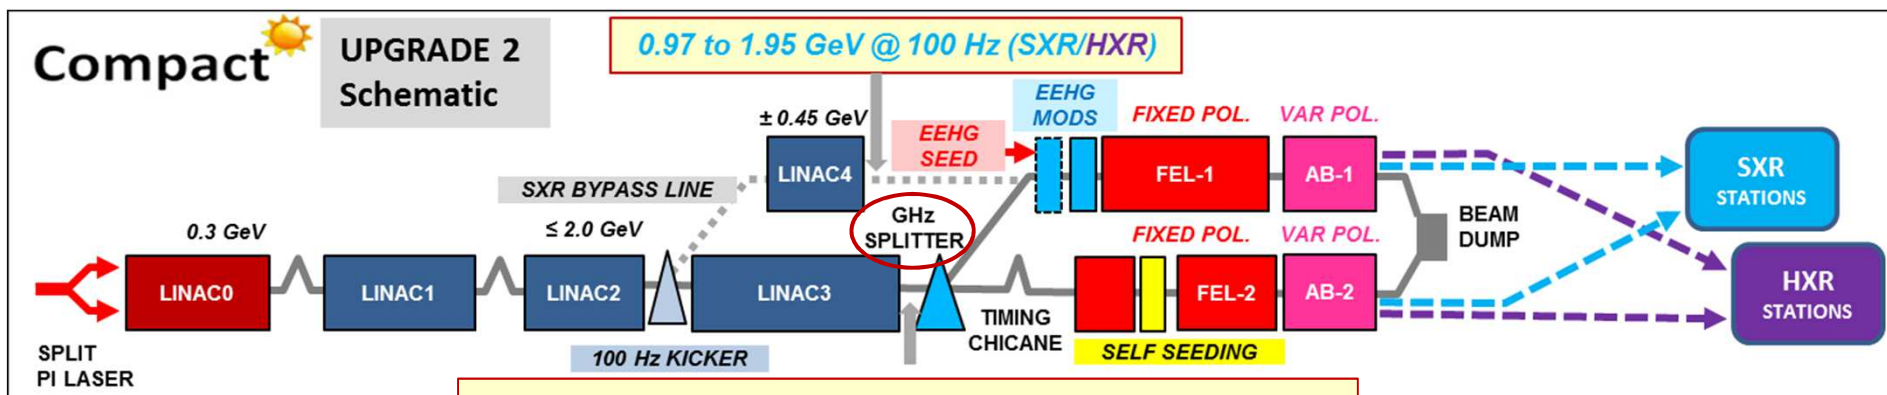 Compact
UPGRADE 2
Schematic
0.97 to 1.95 GeV @ 100 Hz (SXR/HXR)
± 0.45 GeV
EEHG
SEED
EEHG
MODS
FIXED POL.
VAR POL.
LINAC4
FEL-1
AB-1
SXR
STATIONS
SXR BYPASS LINE
0.3 GeV
≤ 2.0 GeV
GHz
SPLITTER
FIXED POL.
VAR POL.
BEAM
DUMP
LINAC0
LINAC1
LINAC2
LINAC3
FEL-2
AB-2
HXR
STATIONS
TIMING
CHICANE
SPLIT
PI LASER
100 Hz KICKER
SELF SEEDING